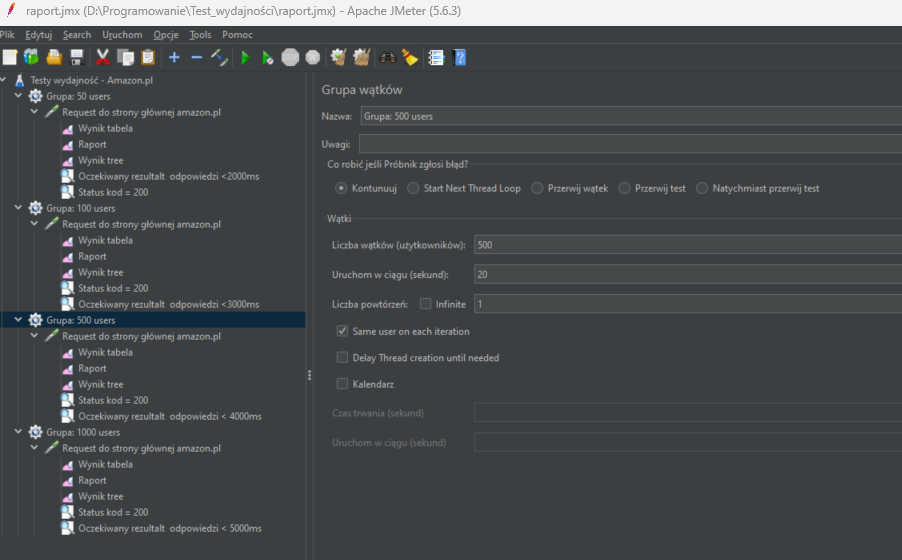 raport.jmx (D:\Programowanie\Test_wydajności\raport.jmx) - Apache JMeter (5.6.3)
Plik Edytuj Search Uruchom Opcje Tools Pomoc
Testy wydajność - Amazon.pl
Grupa: 50 users
Request do strony głównej amazon.pl
Wynik tabela
Raport
Wynik tree
Oczekiwany rezultalt odpowiedzi <2000ms
Status kod = 200
Grupa: 100 users
Request do strony głównej amazon.pl
Wynik tabela
Raport
Wynik tree
Status kod = 200
Oczekiwany rezultalt odpowiedzi <3000ms
Grupa: 500 users
Request do strony głównej amazon.pl
Wynik tabela
Raport
Wynik tree
Status kod = 200
Oczekiwany rezultalt odpowiedzi < 4000ms
Grupa: 1000 users
Request do strony głównej amazon.pl
Wynik tabela
Raport
Wynik tree
Status kod = 200
Oczekiwany rezultalt odpowiedzi < 5000ms
Grupa wątków
Nazwa: Grupa: 500 users
Uwagi:
Co robić jeśli Próbnik zgłosi błąd?
Kontunuuj Start Next Thread Loop Przerwij wątek Przerwij test Natychmiast przerwij test
Wątki
Liczba wątków (użytkowników): 500
Uruchom w ciągu (sekund): 20
Liczba powtórzeń: Infinite 1
Same user on each iteration
Delay Thread creation until needed
Kalendarz
Czas trwania (sekund)
Uruchom w ciągu (sekund)